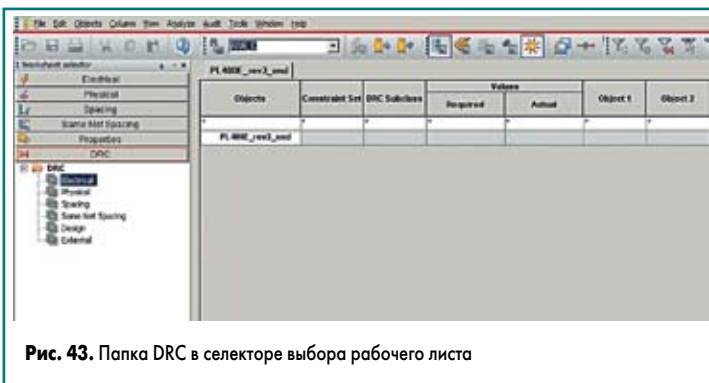 File Edit Objects Column View Analyze Audit Tools Window Help
Worksheet selector
Electrical
Physical
Spacing
Same Net Spacing
Properties
DRC
DRC
Electrical
Physical
Spacing
Same Net Spacing
Design
External
PL400E_rev3_end
Objects Constraint Set DRC Subclass Values Object 1 Object 2
Required Actual
* * * * * * *
PL400E_rev3_end
Рис. 43. Папка DRC в селекторе выбора рабочего листа